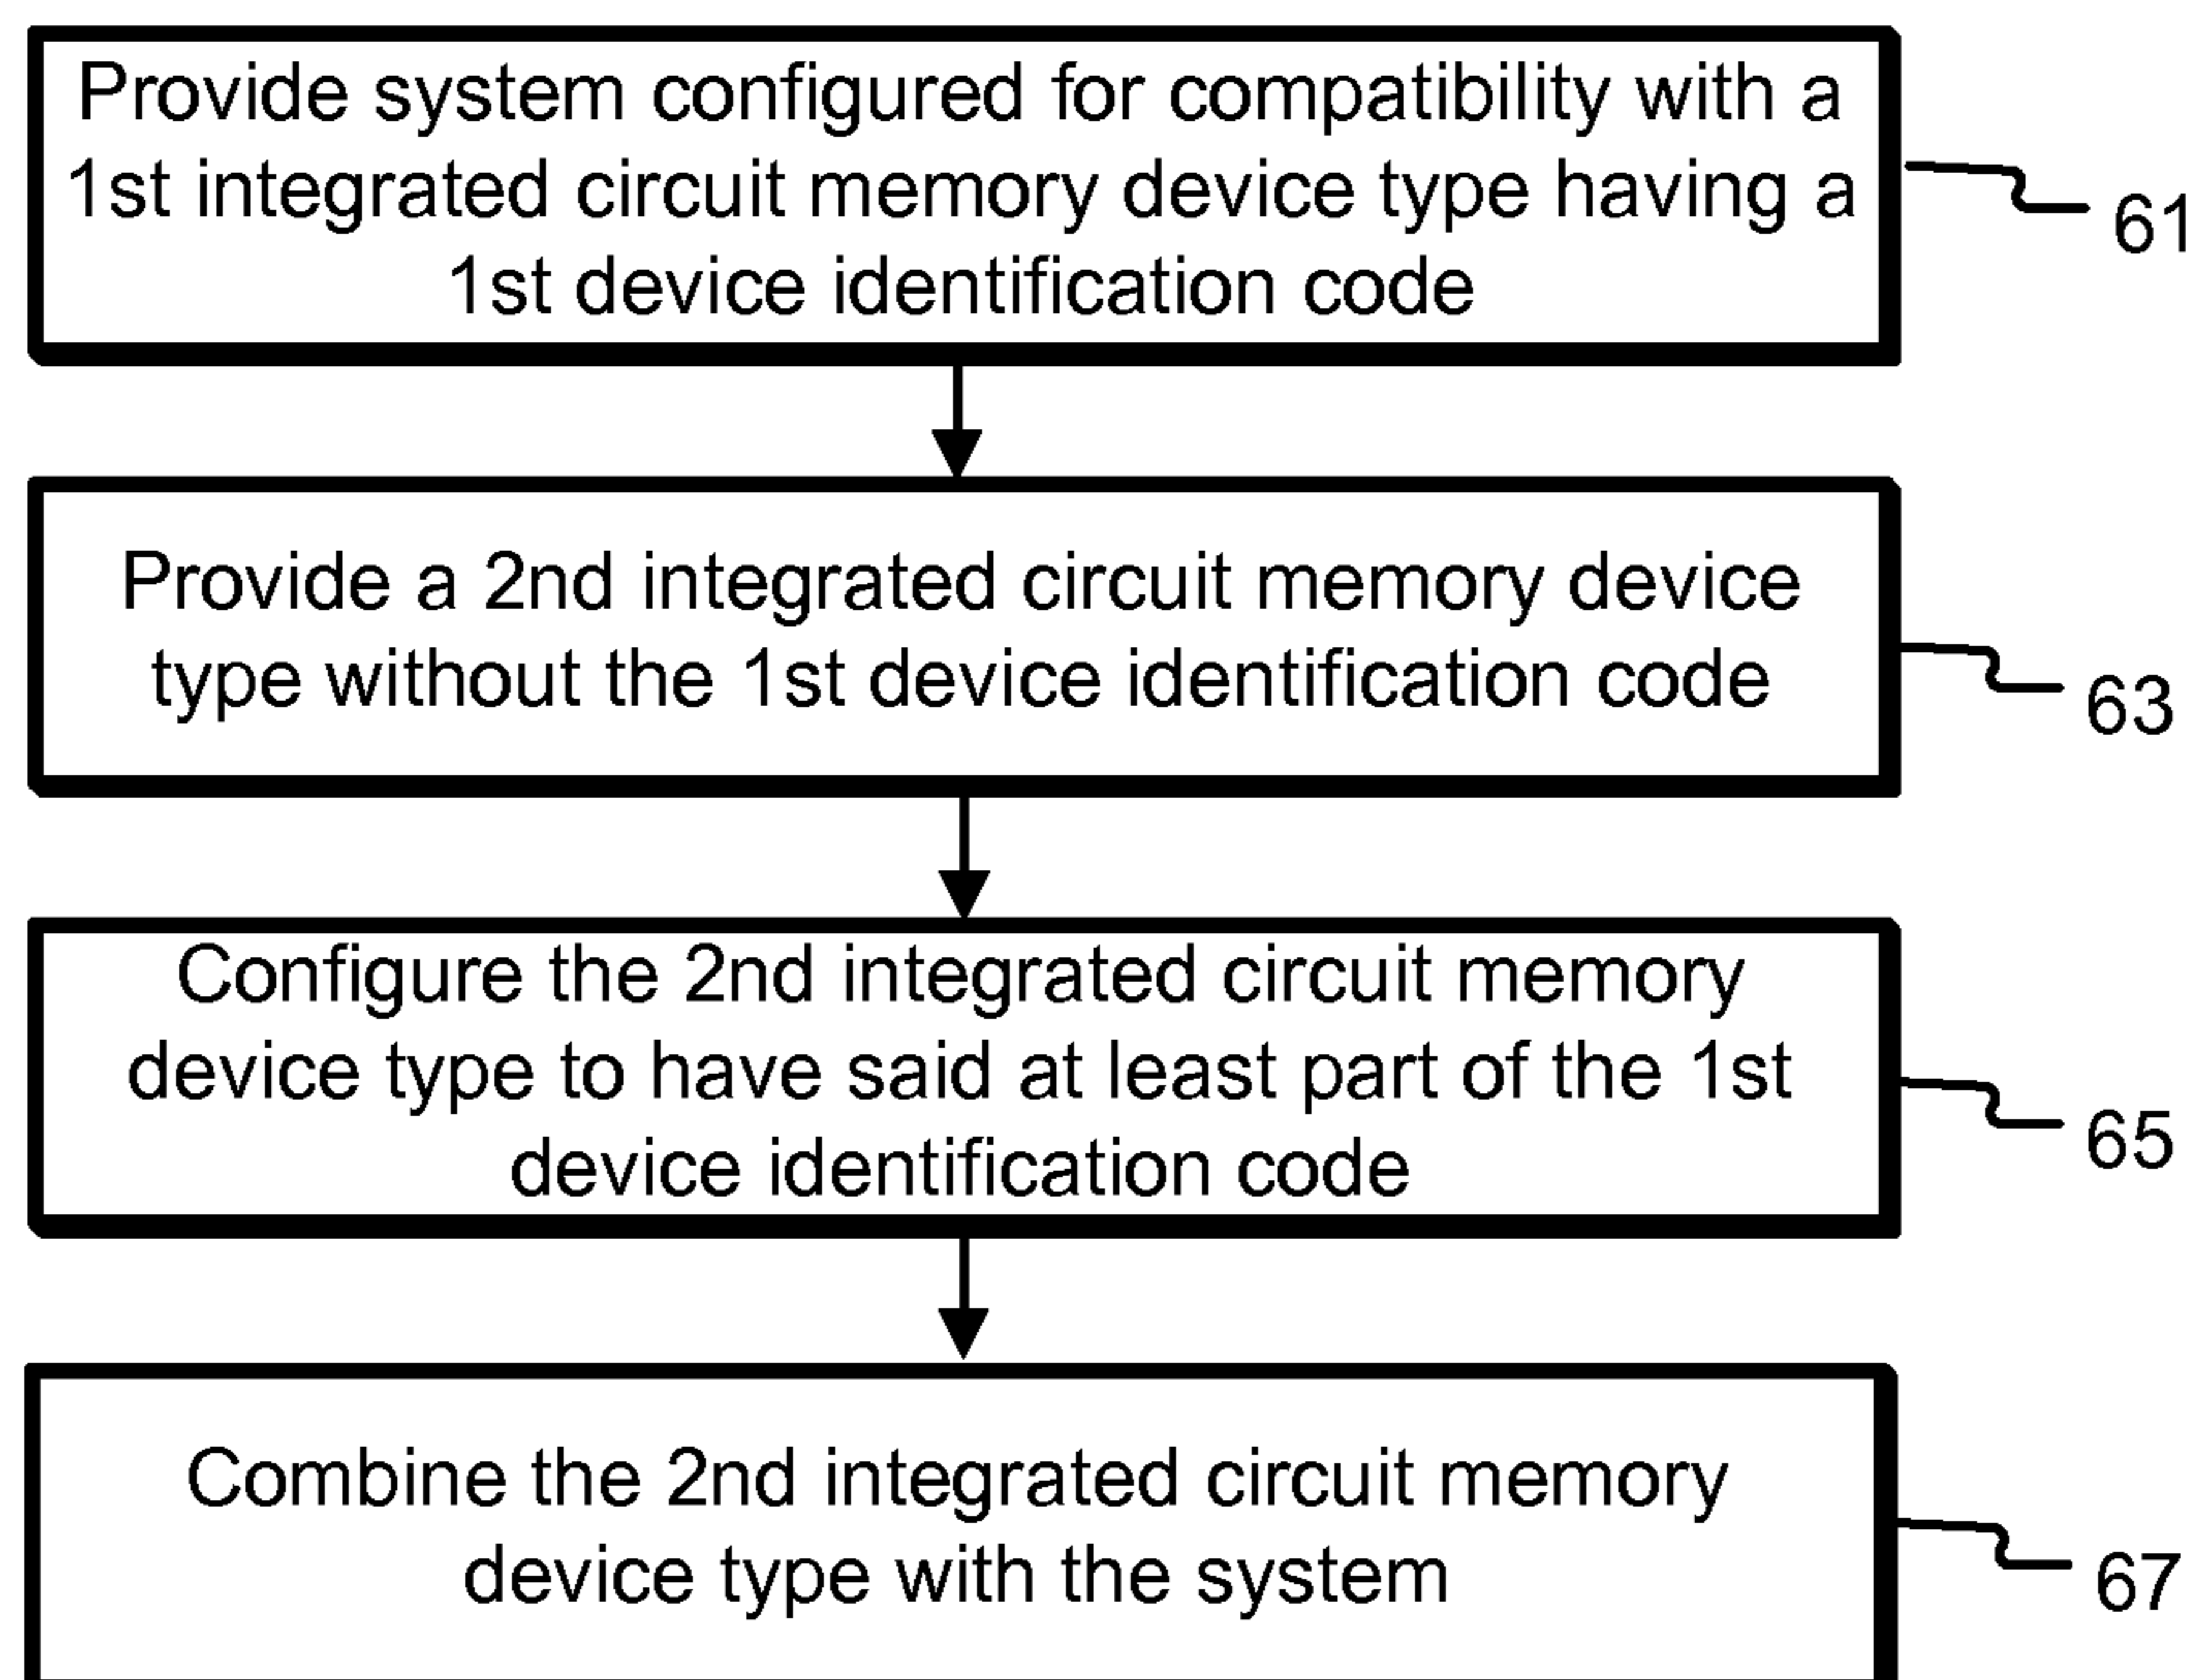 Provide system configured for compatibility with a
1st integrated circuit memory device type having a
1st device identification code
61
Provide a 2nd integrated circuit memory device
type without the 1st device identification code
63
Configure the 2nd integrated circuit memory
device type to have said at least part of the 1st
device identification code
65
Combine the 2nd integrated circuit memory
device type with the system
67